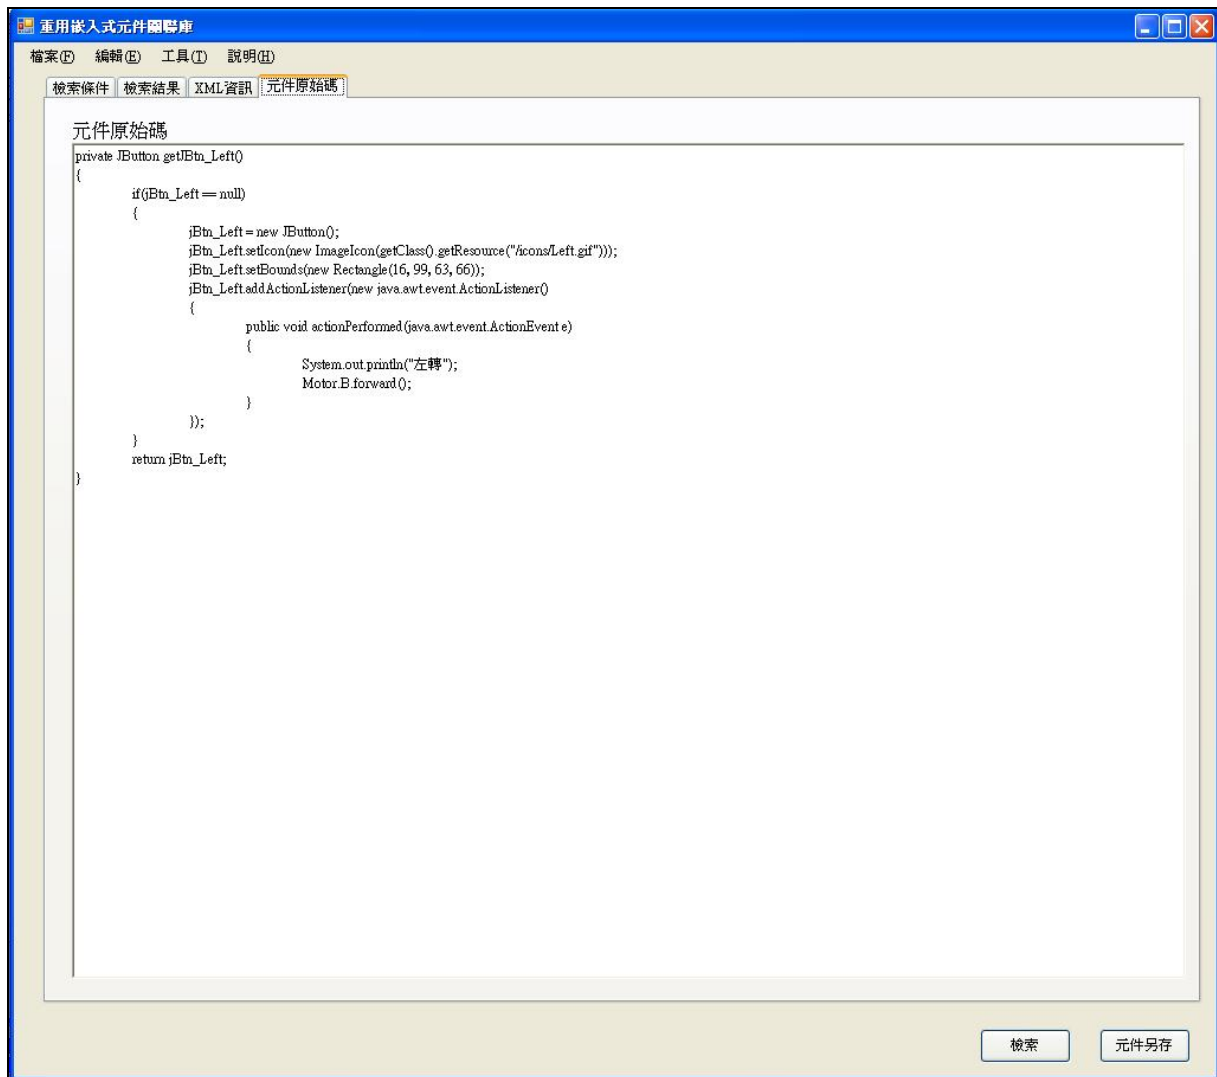 重用嵌入式元件關聯庫
檔案(F) 編輯(E) 工具(T) 說明(H)
檢索條件 檢索結果 XML資訊 元件原始碼
元件原始碼
private JButton getJBtn_Left()
{
if(jBtn_Left == null)
{
jBtn_Left = new JButton();
jBtn_Left.setIcon(new ImageIcon(getClass().getResource("/icons/Left.gif")));
jBtn_Left.setBounds(new Rectangle(16, 99, 63, 66));
jBtn_Left.addActionListener(new java.awt.event.ActionListener()
{
public void actionPerformed(java.awt.event.ActionEvent e)
{
System.out.println("左轉");
Motor.B.forward();
}
});
}
return jBtn_Left;
}
檢索 元件另存